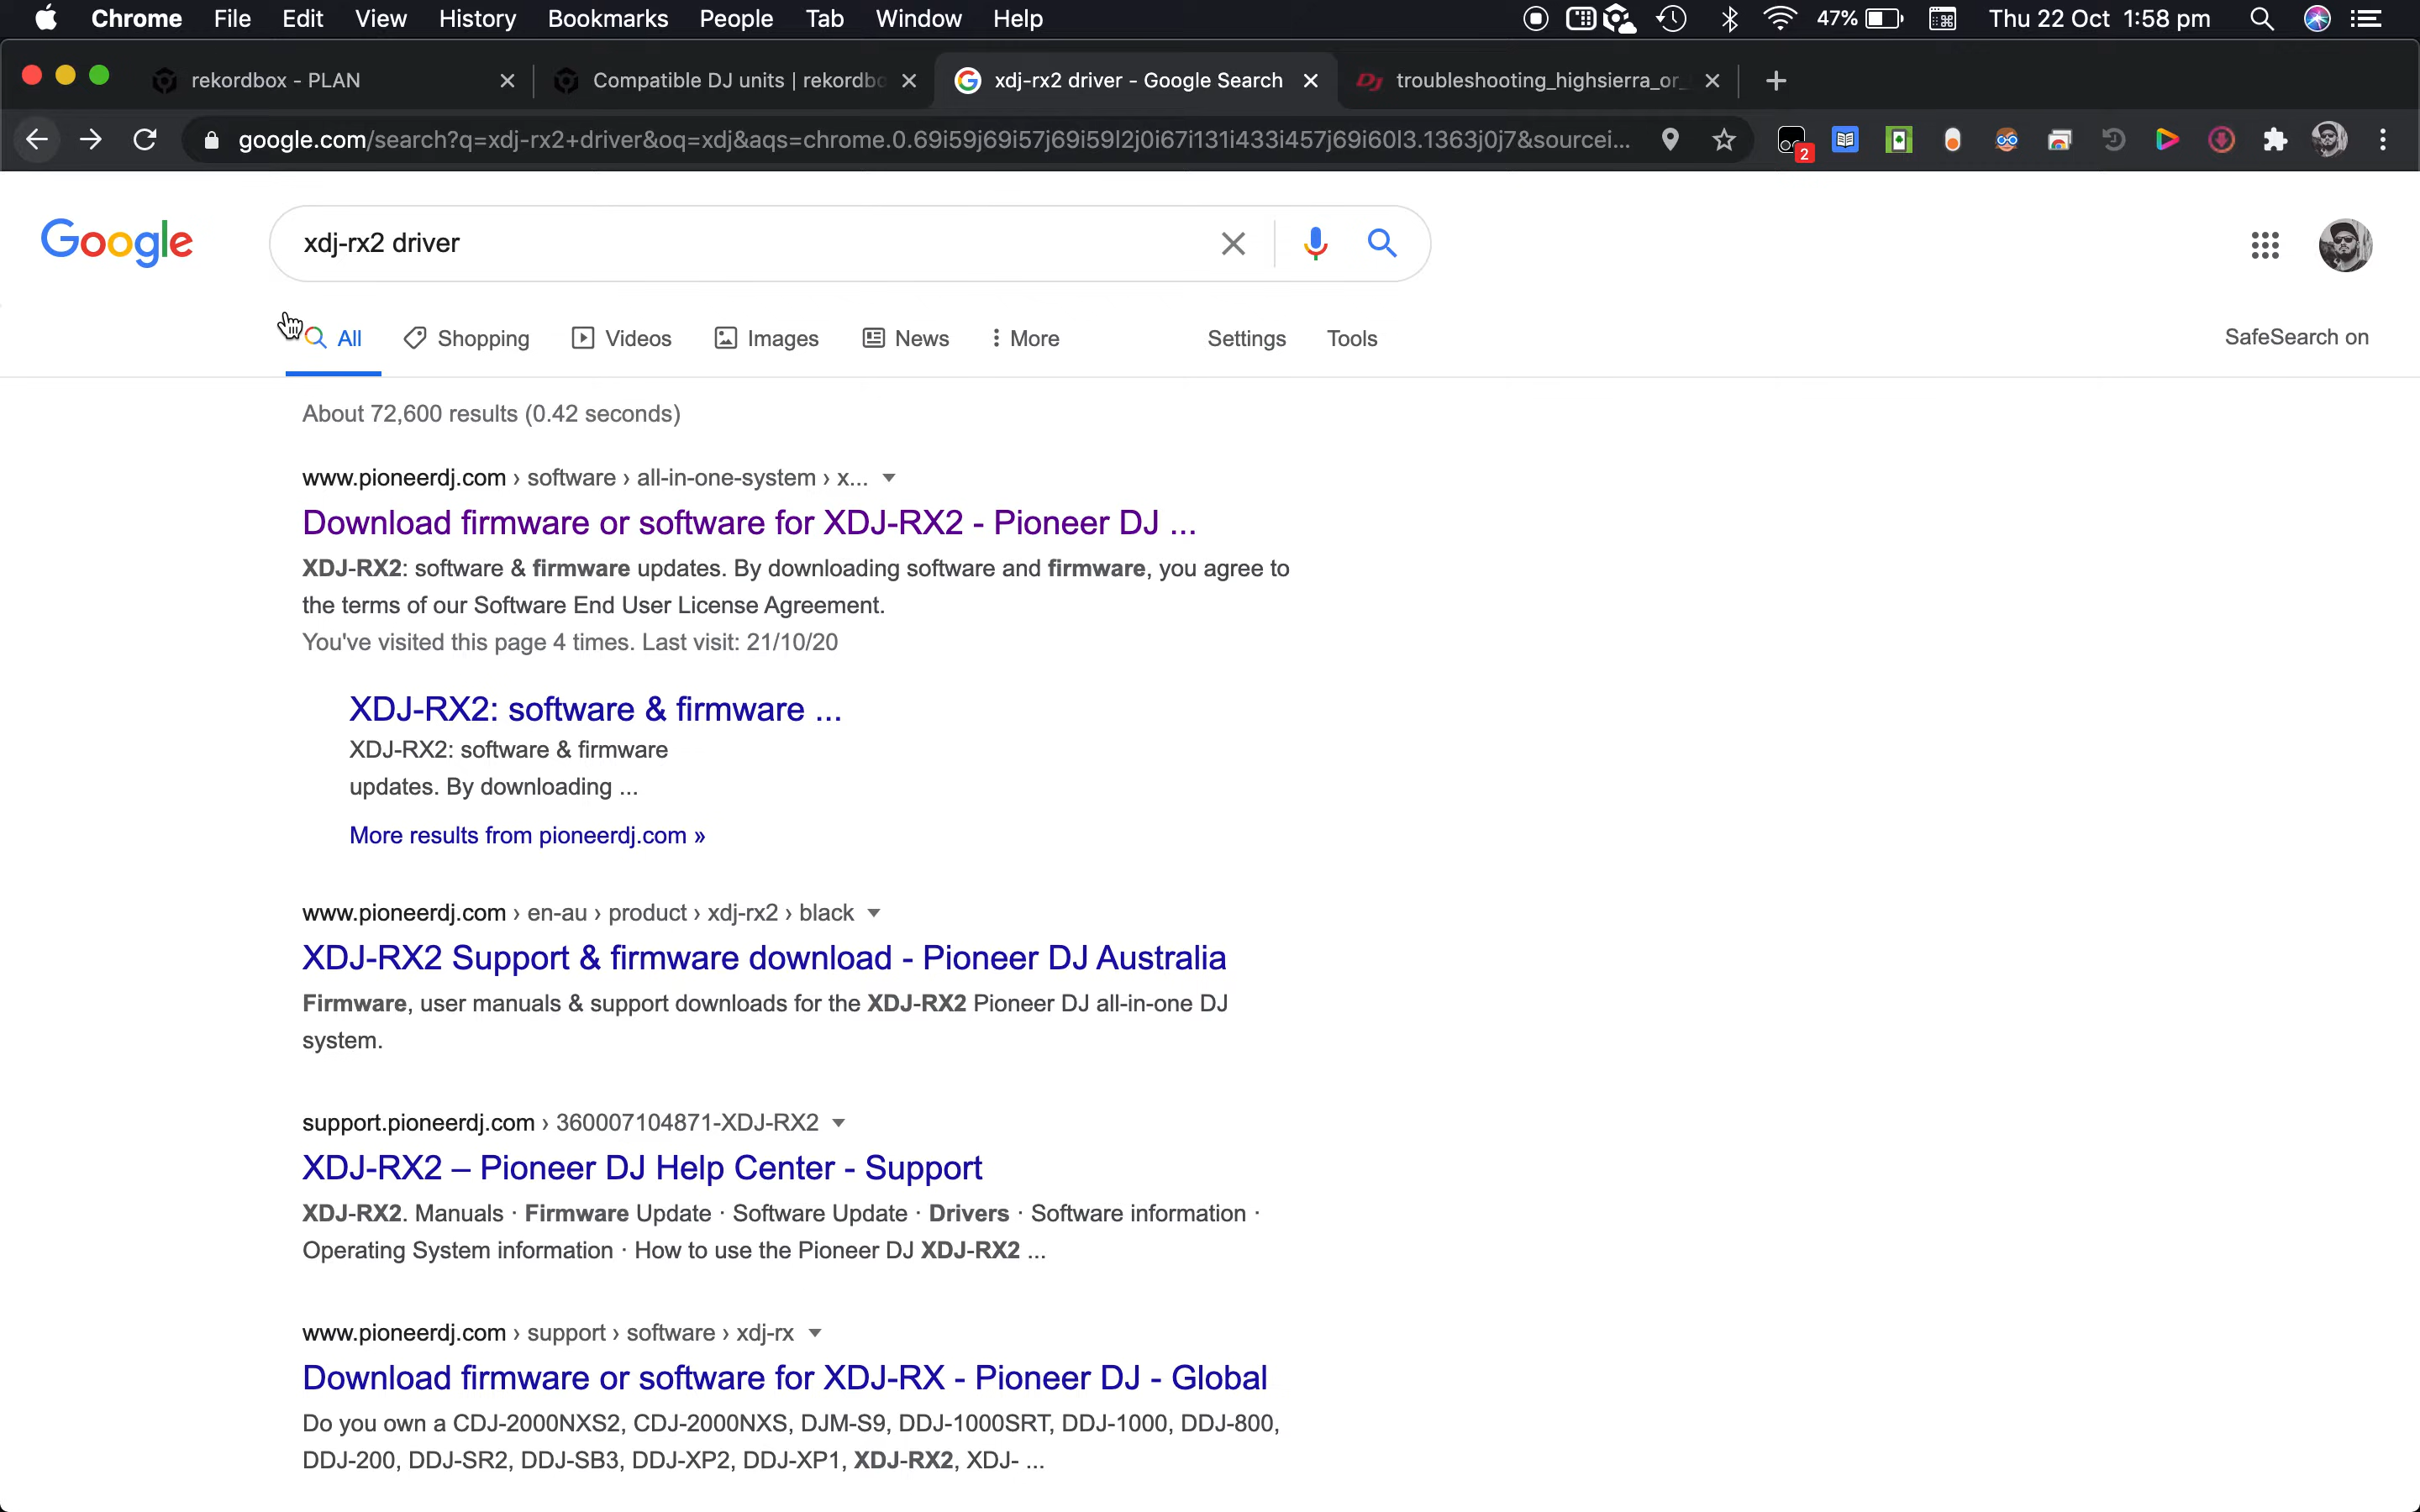 Chrome File Edit View History Bookmarks People Tab Window Help 47% Thu 22 Oct 1:58 pm
rekordbox - PLAN Compatible DJ units | rekordbo xdj-rx2 driver - Google Search troubleshooting_highsierra_or_
google.com/search?q=xdj-rx2+driver&oq=xdj&aqs=chrome.0.69i59j69i57j69i59l2j0i67i131i433i457j69i60l3.1363j0j7&sourcei... 2
Google xdj-rx2 driver
All Shopping Videos Images News More Settings Tools SafeSearch on
About 72,600 results (0.42 seconds)
www.pioneerdj.com › software › all-in-one-system › x...
Download firmware or software for XDJ-RX2 - Pioneer DJ ...
XDJ-RX2: software & firmware updates. By downloading software and firmware, you agree to
the terms of our Software End User License Agreement.
You've visited this page 4 times. Last visit: 21/10/20
XDJ-RX2: software & firmware ...
XDJ-RX2: software & firmware
updates. By downloading ...
More results from pioneerdj.com »
www.pioneerdj.com › en-au › product › xdj-rx2 › black
XDJ-RX2 Support & firmware download - Pioneer DJ Australia
Firmware, user manuals & support downloads for the XDJ-RX2 Pioneer DJ all-in-one DJ
system.
support.pioneerdj.com › 360007104871-XDJ-RX2
XDJ-RX2 – Pioneer DJ Help Center - Support
XDJ-RX2. Manuals · Firmware Update · Software Update · Drivers · Software information ·
Operating System information · How to use the Pioneer DJ XDJ-RX2 ...
www.pioneerdj.com › support › software › xdj-rx
Download firmware or software for XDJ-RX - Pioneer DJ - Global
Do you own a CDJ-2000NXS2, CDJ-2000NXS, DJM-S9, DDJ-1000SRT, DDJ-1000, DDJ-800,
DDJ-200, DDJ-SR2, DDJ-SB3, DDJ-XP2, DDJ-XP1, XDJ-RX2, XDJ- ...